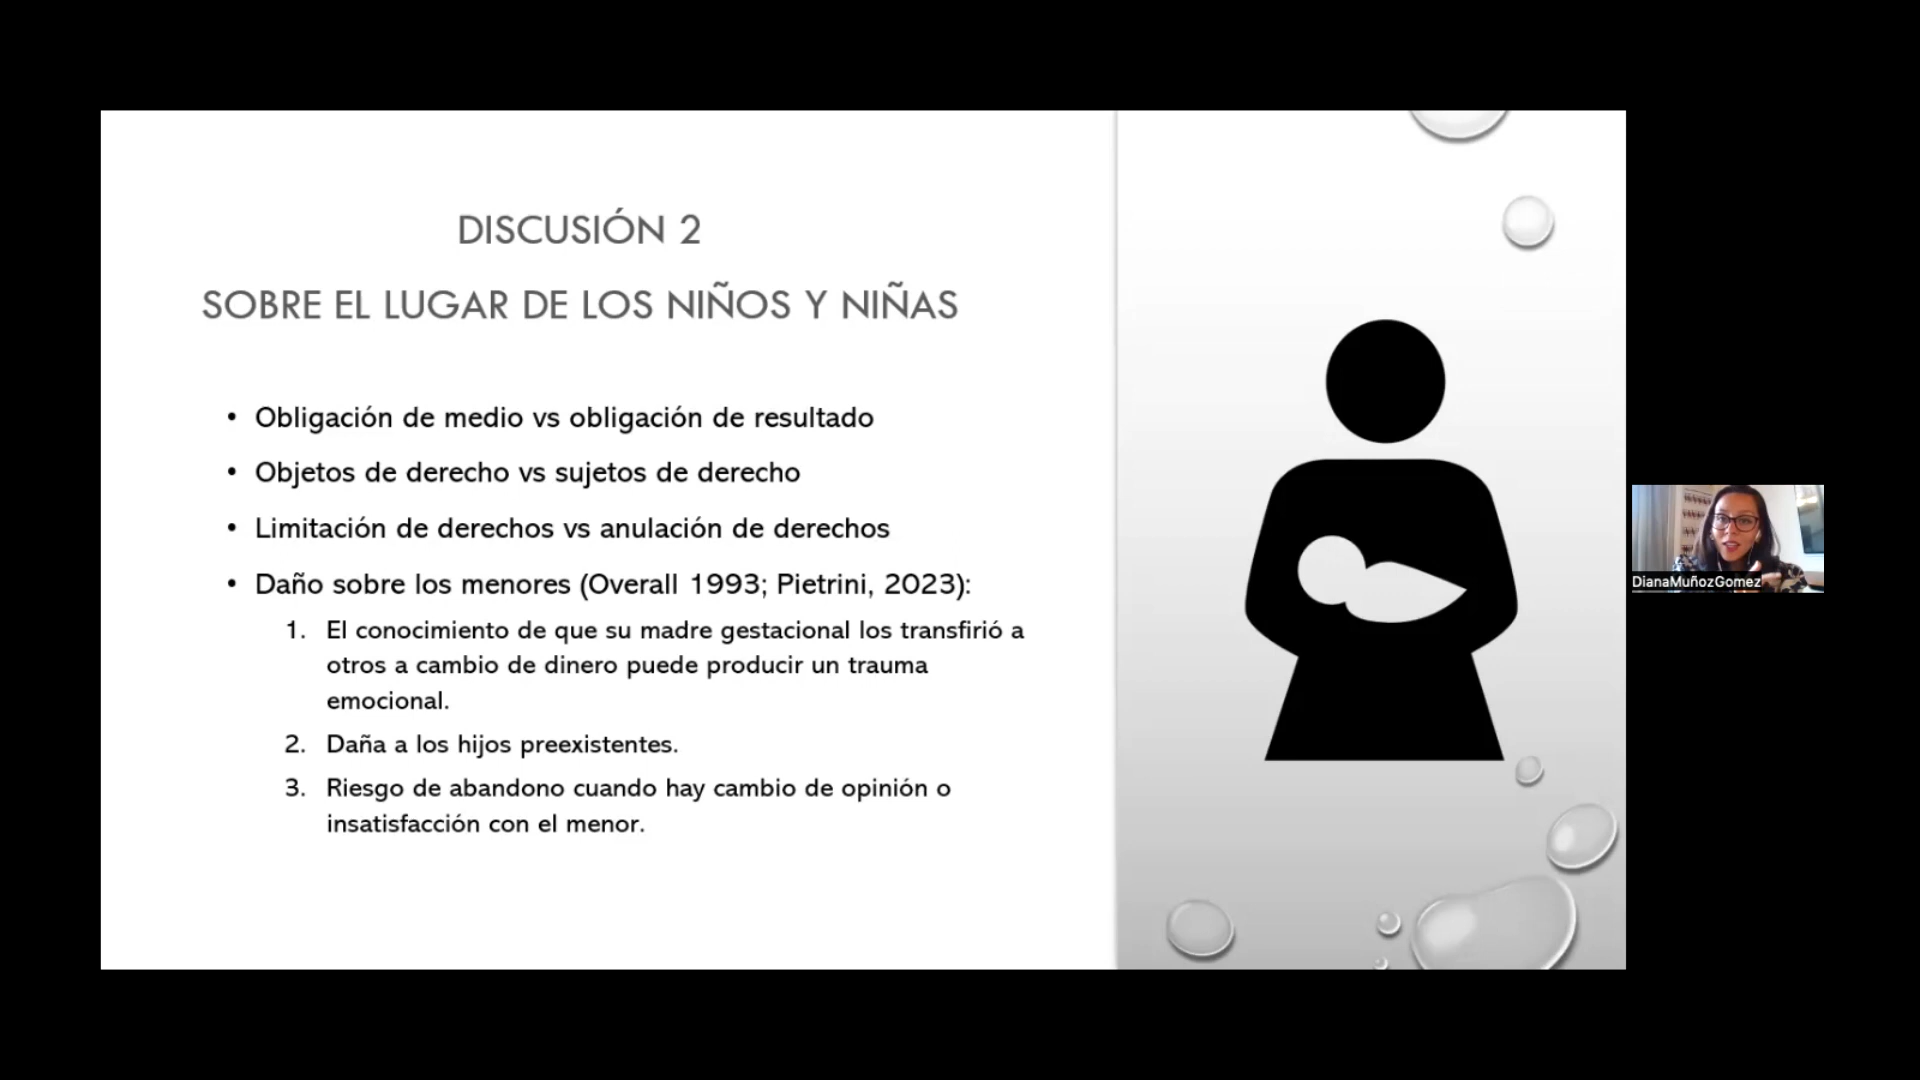 DISCUSIÓN 2
SOBRE EL LUGAR DE LOS NIÑOS Y NIÑAS
• Obligación de medio vs obligación de resultado
• Objetos de derecho vs sujetos de derecho
• Limitación de derechos vs anulación de derechos
• Daño sobre los menores (Overall 1993; Pietrini, 2023):
1. El conocimiento de que su madre gestacional los transfirió a
otros a cambio de dinero puede producir un trauma
emocional.
2. Daña a los hijos preexistentes.
3. Riesgo de abandono cuando hay cambio de opinión o
insatisfacción con el menor.
DianaMuñozGomez